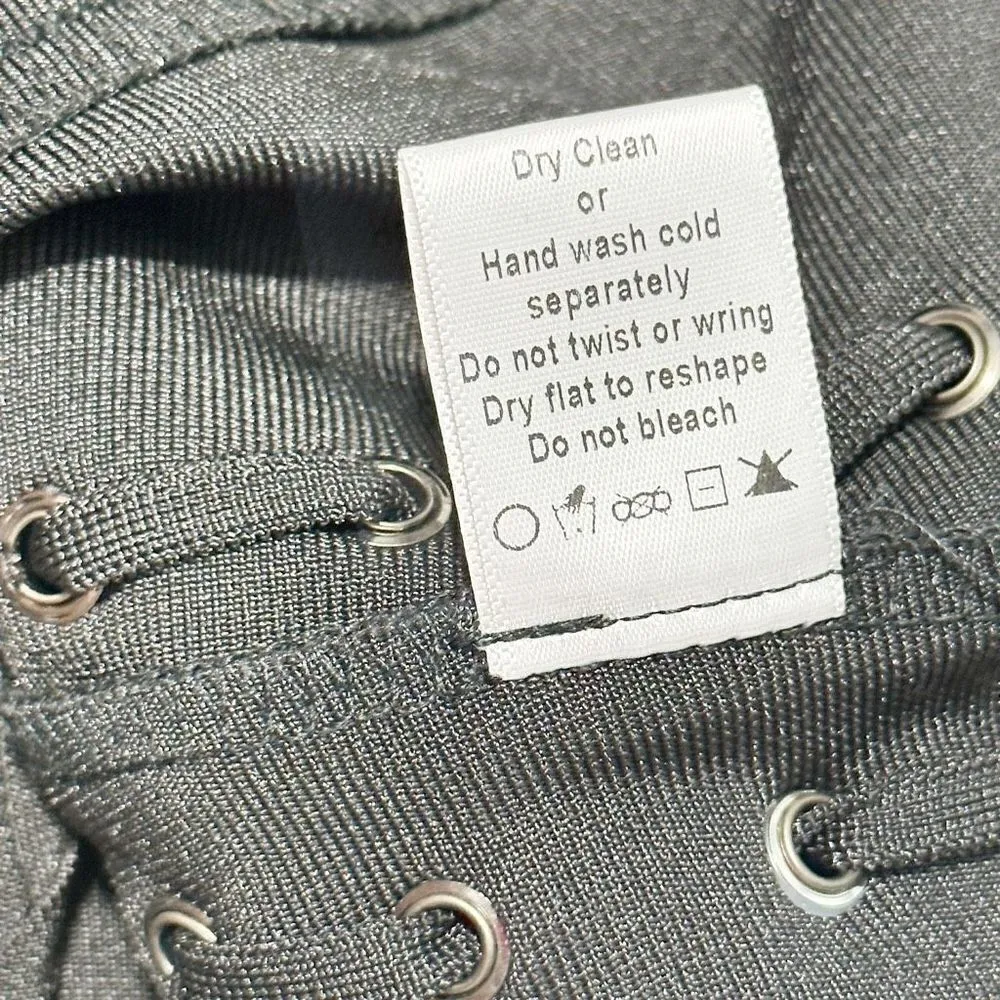 Dry Clean
or
Hand wash cold
separately
Do not twist or wring
Dry flat to reshape
Do not bleach